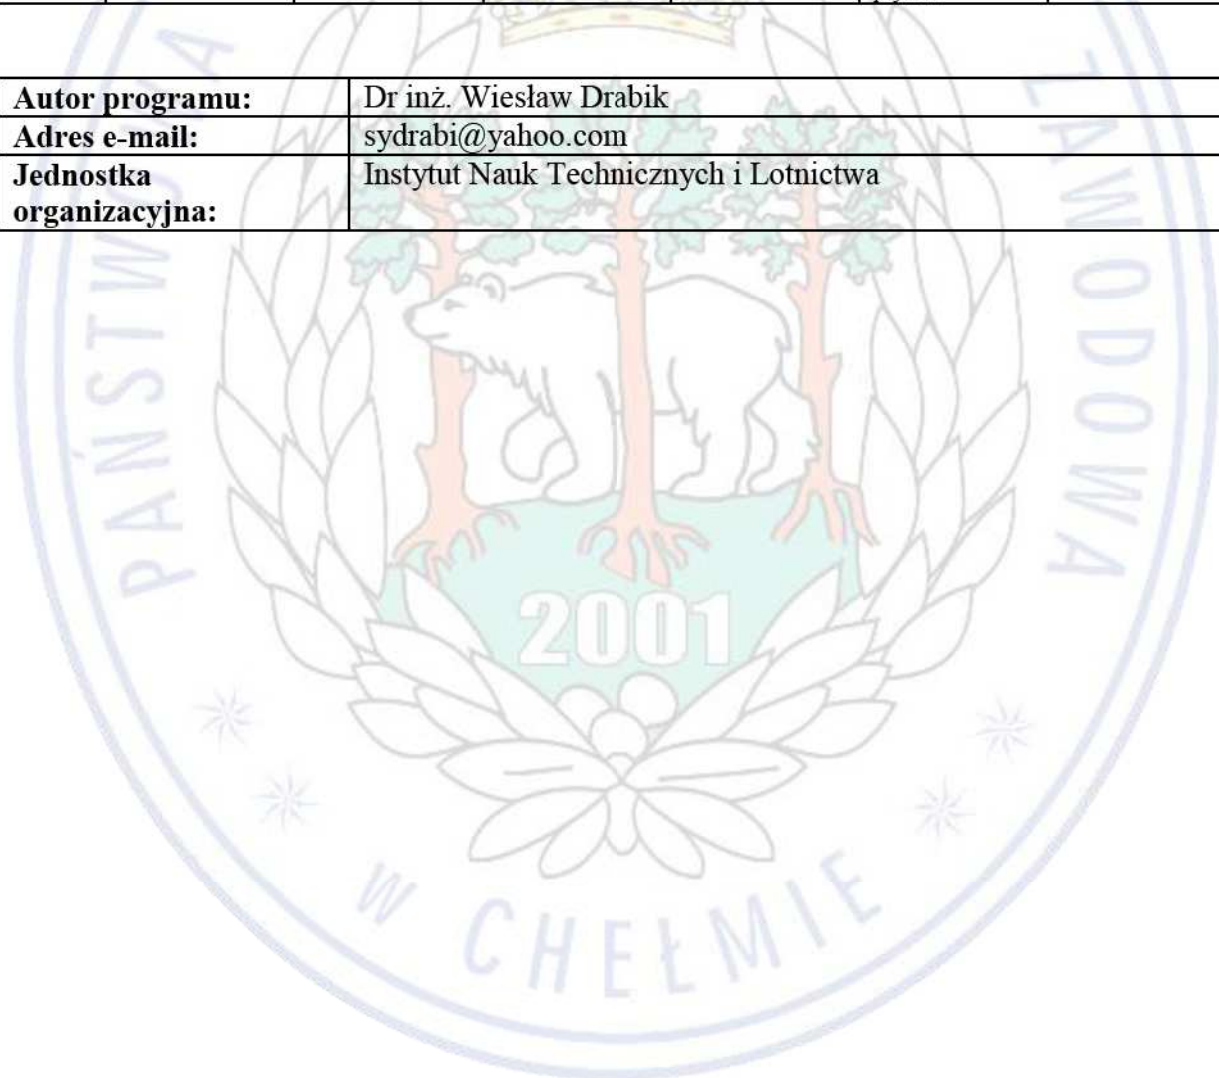 Autor programu: Dr inż. Wiesław Drabik
Adres e-mail: sydrabi@yahoo.com
Jednostka Instytut Nauk Technicznych i Lotnictwa
organizacyjna:
PAŃSTWOWA
ZAWODOWA
2001
W CHEŁMIE